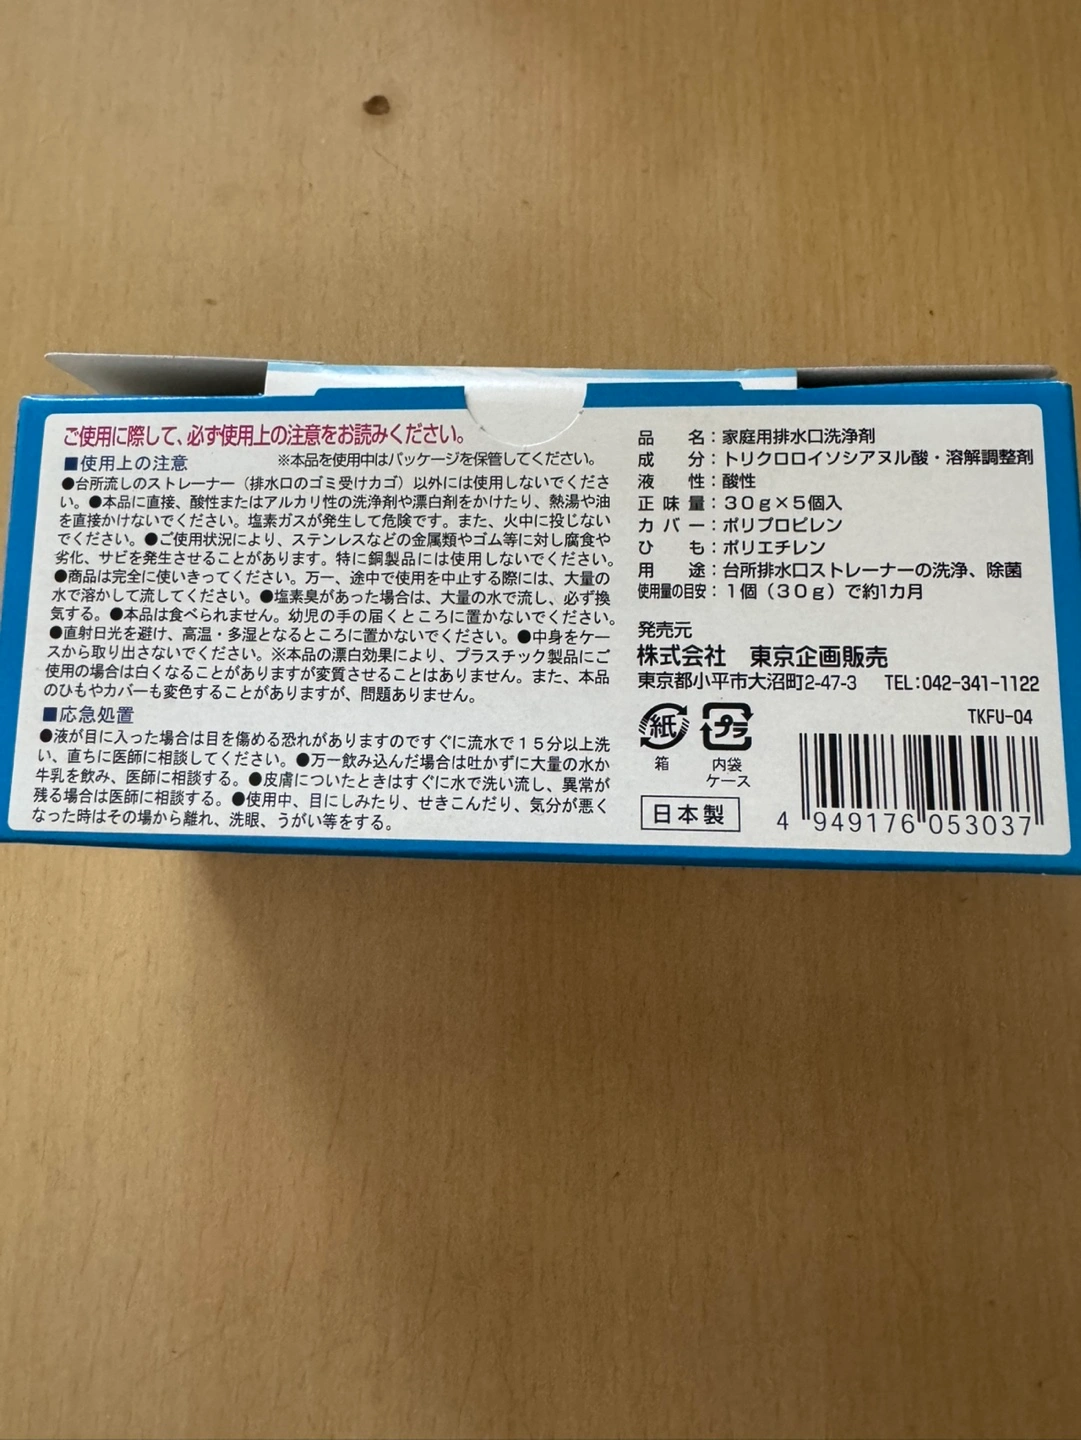 ご使用に際して、必ず使用上の注意をお読みください。
■使用上の注意 ※本品を使用中はパッケージを保管してください。
●台所流しのストレーナー（排水口のゴミ受けカゴ）以外には使用しないでくださ
い。●本品に直接、酸性またはアルカリ性の洗浄剤や漂白剤をかけたり、熱湯や油
を直接かけないでください。塩素ガスが発生して危険です。また、火中に投じない
でください。●ご使用状況により、ステンレスなどの金属類やゴム等に対し腐食や
劣化、サビを発生させることがあります。特に銅製品には使用しないでください。
●商品は完全に使いきってください。万一、途中で使用を中止する際には、大量の
水で溶かして流してください。●塩素臭があった場合は、大量の水で流し、必ず換
気する。●本品は食べられません。幼児の手の届くところに置かないでください。
●直射日光を避け、高温・多湿となるところに置かないでください。●中身をケー
スから取り出さないでください。※本品の漂白効果により、プラスチック製品にご
使用の場合は白くなることがありますが変質させることはありません。また、本品
のひもやカバーも変色することがありますが、問題ありません。
■応急処置
●液が目に入った場合は目を傷める恐れがありますのですぐに流水で１５分以上洗
い、直ちに医師に相談してください。●万一飲み込んだ場合は吐かずに大量の水か
牛乳を飲み、医師に相談する。●皮膚についたときはすぐに水で洗い流し、異常が
残る場合は医師に相談する。●使用中、目にしみたり、せきこんだり、気分が悪く
なった時はその場から離れ、洗眼、うがい等をする。
品名：家庭用排水口洗浄剤
成分：トリクロロイソシアヌル酸・溶解調整剤
液性：酸性
正味量：３０ｇ×５個入
カバー：ポリプロピレン
ひも：ポリエチレン
用途：台所排水口ストレーナーの洗浄、除菌
使用量の目安：１個（３０ｇ）で約1カ月
発売元
株式会社 東京企画販売
東京都小平市大沼町2-47-3 TEL：042-341-1122
TKFU-04
紙 プラ
箱 内袋
ケース
日本製
4 949176 053037